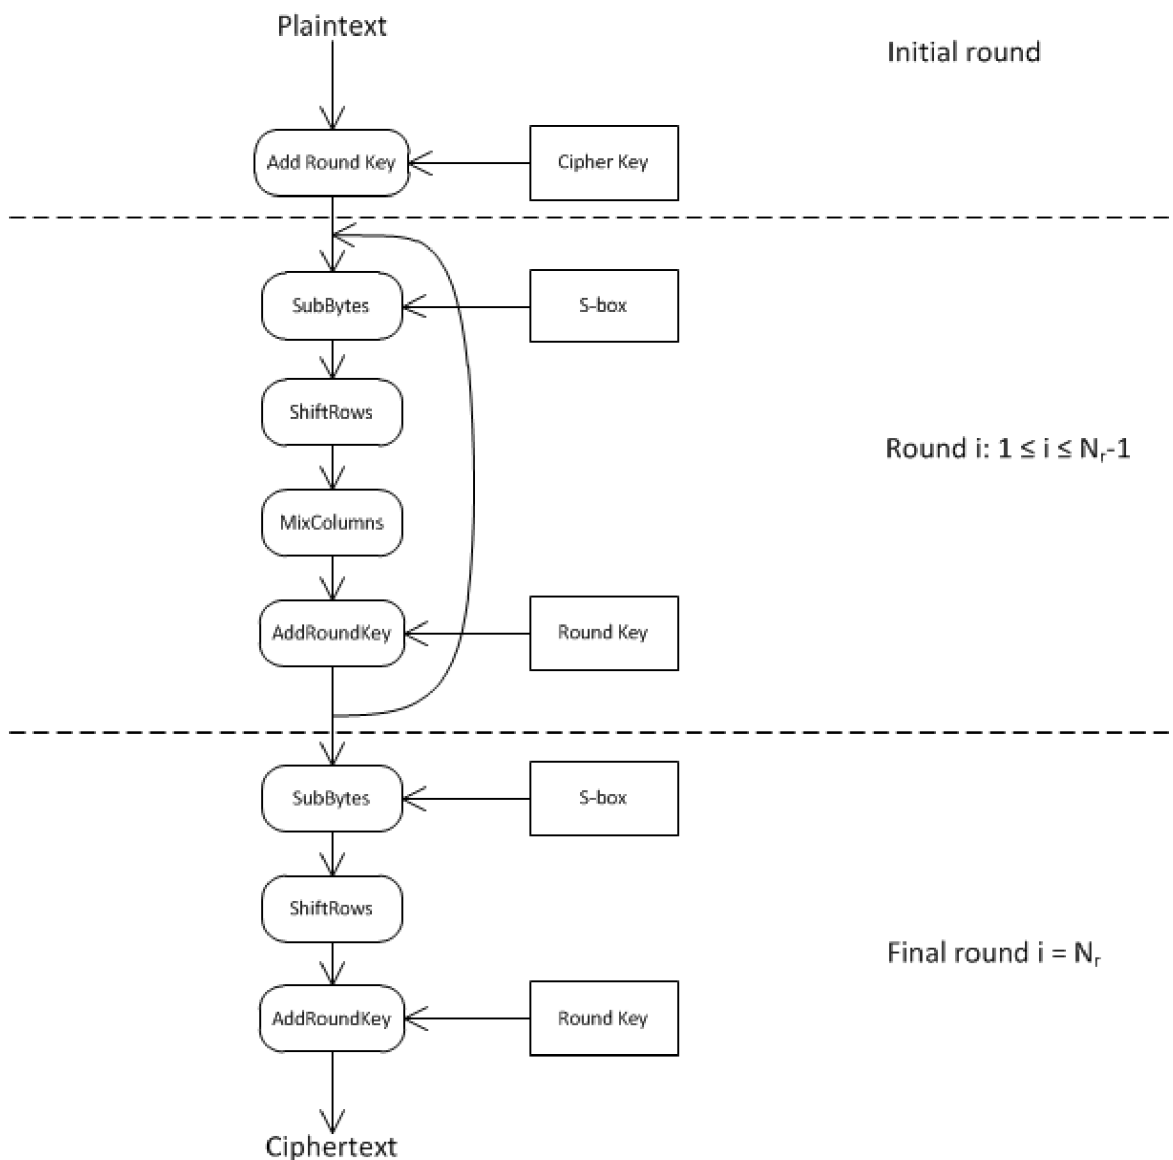 Plaintext
Initial round
Add Round Key
Cipher Key
SubBytes
S-box
ShiftRows
Round i: 1 ≤ i ≤ Nᵣ-1
MixColumns
AddRoundKey
Round Key
SubBytes
S-box
ShiftRows
Final round i = Nᵣ
AddRoundKey
Round Key
Ciphertext